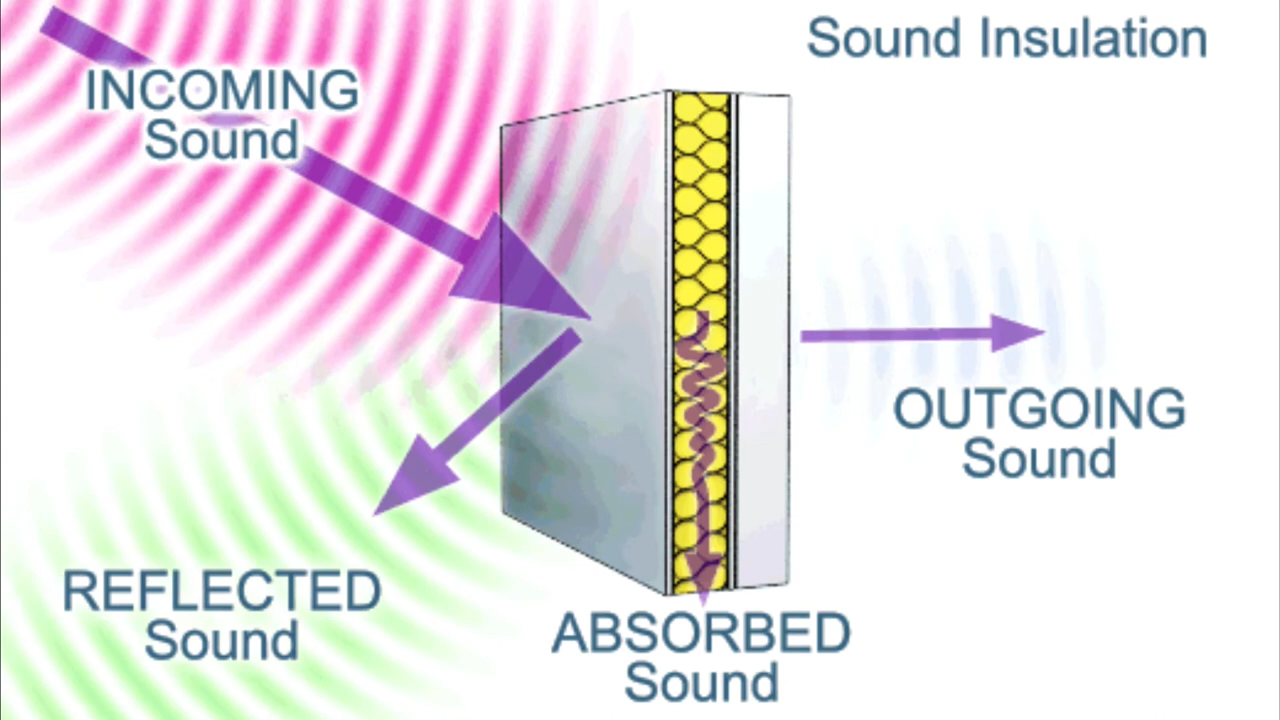 Sound Insulation
INCOMING
Sound
OUTGOING
Sound
REFLECTED
Sound
ABSORBED
Sound